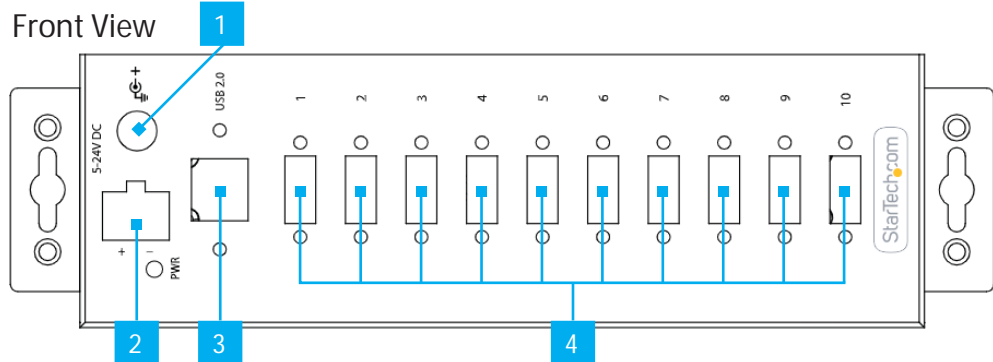 Front View
1
+
5-24V DC
USB 2.0
1 2 3 4 5 6 7 8 9 10
StarTech.com
+ −
PWR
2 3 4